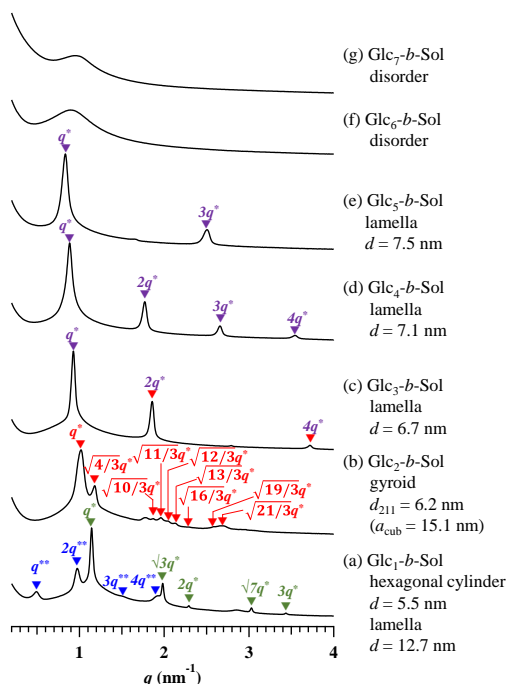 (g) Glc₇-b-Sol
disorder
(f) Glc₆-b-Sol
disorder
q*
3q*
(e) Glc₅-b-Sol
lamella
d = 7.5 nm
q*
2q*
3q*
4q*
(d) Glc₄-b-Sol
lamella
d = 7.1 nm
q*
2q*
4q*
(c) Glc₃-b-Sol
lamella
d = 6.7 nm
q*
√4/3q*
√10/3q*
√11/3q*
√12/3q*
√13/3q*
√16/3q*
√19/3q*
√21/3q*
(b) Glc₂-b-Sol
gyroid
d₂₁₁ = 6.2 nm
(a_cub = 15.1 nm)
q**
2q**
q*
3q**
4q**
√3q*
2q*
√7q*
3q*
(a) Glc₁-b-Sol
hexagonal cylinder
d = 5.5 nm
lamella
d = 12.7 nm
1 2 3 4
q (nm⁻¹)